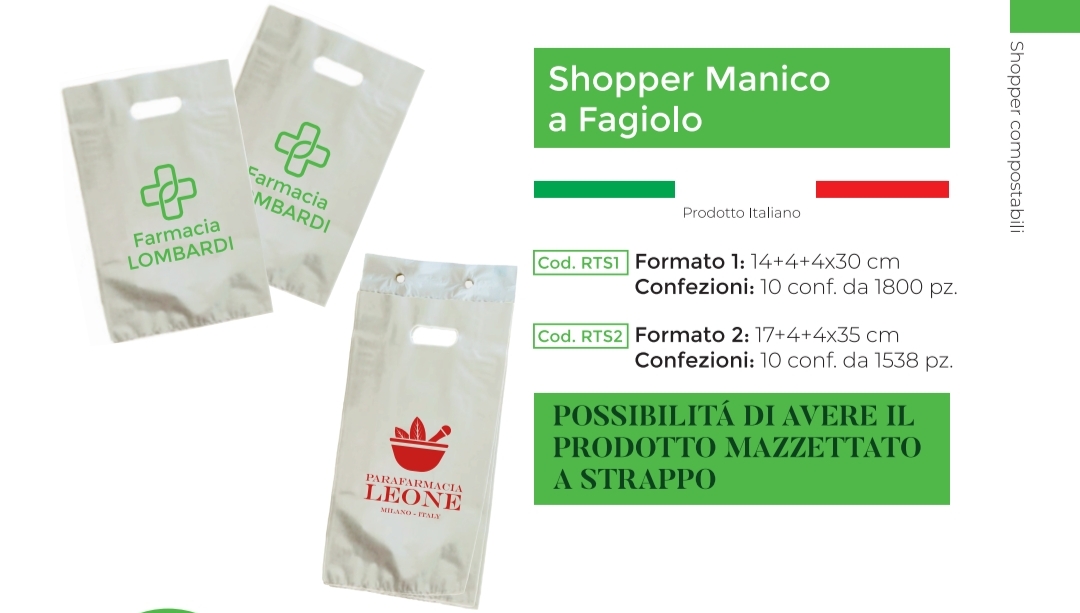 Shopper Manico
a Fagiolo
Prodotto Italiano
Cod. RTS1
Formato 1: 14+4+4x30 cm
Confezioni: 10 conf. da 1800 pz.
Cod. RTS2
Formato 2: 17+4+4x35 cm
Confezioni: 10 conf. da 1538 pz.
POSSIBILITÁ DI AVERE IL
PRODOTTO MAZZETTATO
A STRAPPO
Shopper compostabili
Farmacia
LOMBARDI
Farmacia
OMBARDI
PARAFARMACIA
LEONE
MILANO - ITALY